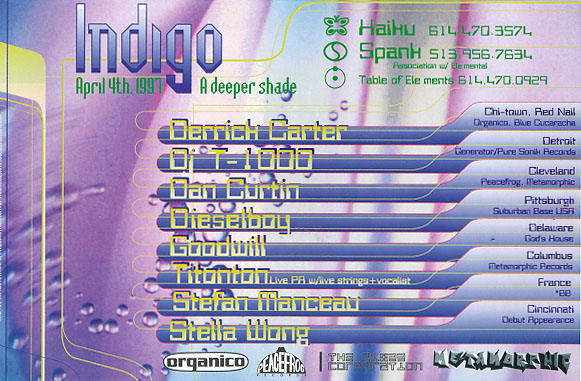 Indigo
April 4th, 1997 A deeper shade
Haiku 614.470.3574
Spank 513.956.7634
Association w/ Elemental
Table of Elements 614.470.0929
Derrick Carter
Chi-town, Red Nail
Organico, Blue Cucaracha
Dj T-1000
Detroit
Generator/Pure Sonik Records
Dan Curtin
Cleveland
Peacefrog, Metamorphic
Dieselboy
Pittsburgh
Suburban Base USA
Goodwill
Delaware
God's House
Titonton Live PA w/live strings+vocalist
Columbus
Metamorphic Records
Stefan Manceau
France
Stella Wong
Cincinnati
Debut Appearance
organico
PEACEFROG
RECORDS
THE
CORPORATION
METAMORPHIC